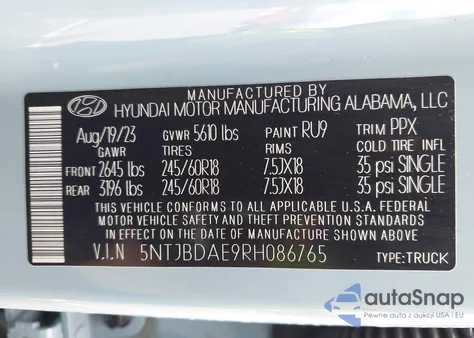 MANUFACTURED BY
HYUNDAI MOTOR MANUFACTURING ALABAMA, LLC
Aug/19/23 GVWR 5610 lbs PAINT RU9 TRIM PPX
GAWR TIRES RIMS COLD TIRE INFL
FRONT 2645 lbs 245/60R18 7.5JX18 35 psi SINGLE
REAR 3196 lbs 245/60R18 7.5JX18 35 psi SINGLE
THIS VEHICLE CONFORMS TO ALL APPLICABLE U.S.A. FEDERAL
MOTOR VEHICLE SAFETY AND THEFT PREVENTION STANDARDS
IN EFFECT ON THE DATE OF MANUFACTURE SHOWN ABOVE.
V.I.N 5NTJBDAE9RH086765 TYPE:TRUCK
autoSnap
Pewne auta z aukcji USA i EU